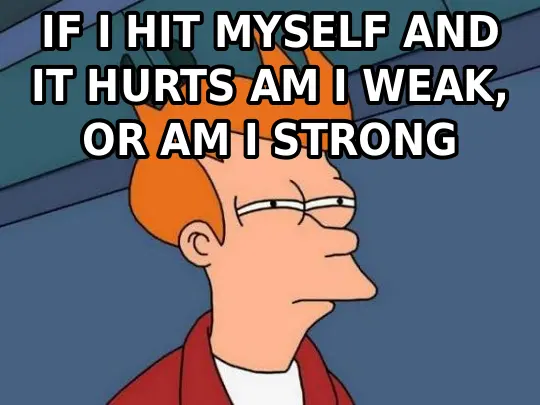 IF I HIT MYSELF AND
IT HURTS AM I WEAK,
OR AM I STRONG